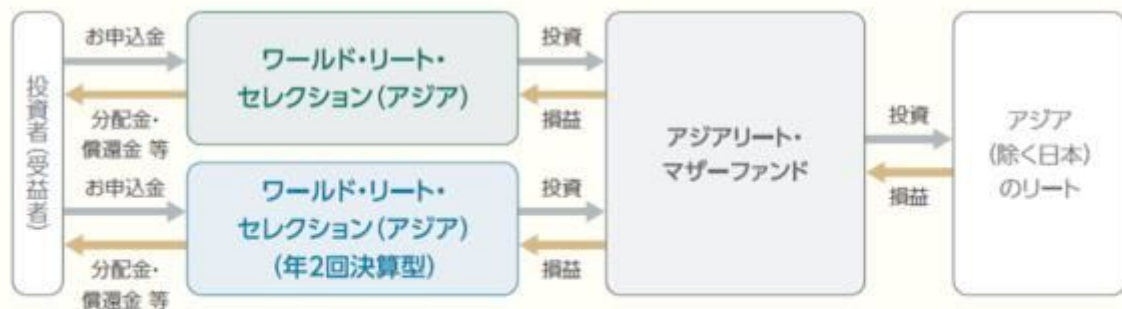 投資者(受益者)
お申込金
分配金・
償還金 等
ワールド・リート・
セレクション(アジア)
投資
損益
お申込金
分配金・
償還金 等
ワールド・リート・
セレクション(アジア)
(年2回決算型)
投資
損益
アジアリート・
マザーファンド
投資
損益
アジア
(除く日本)
のリート